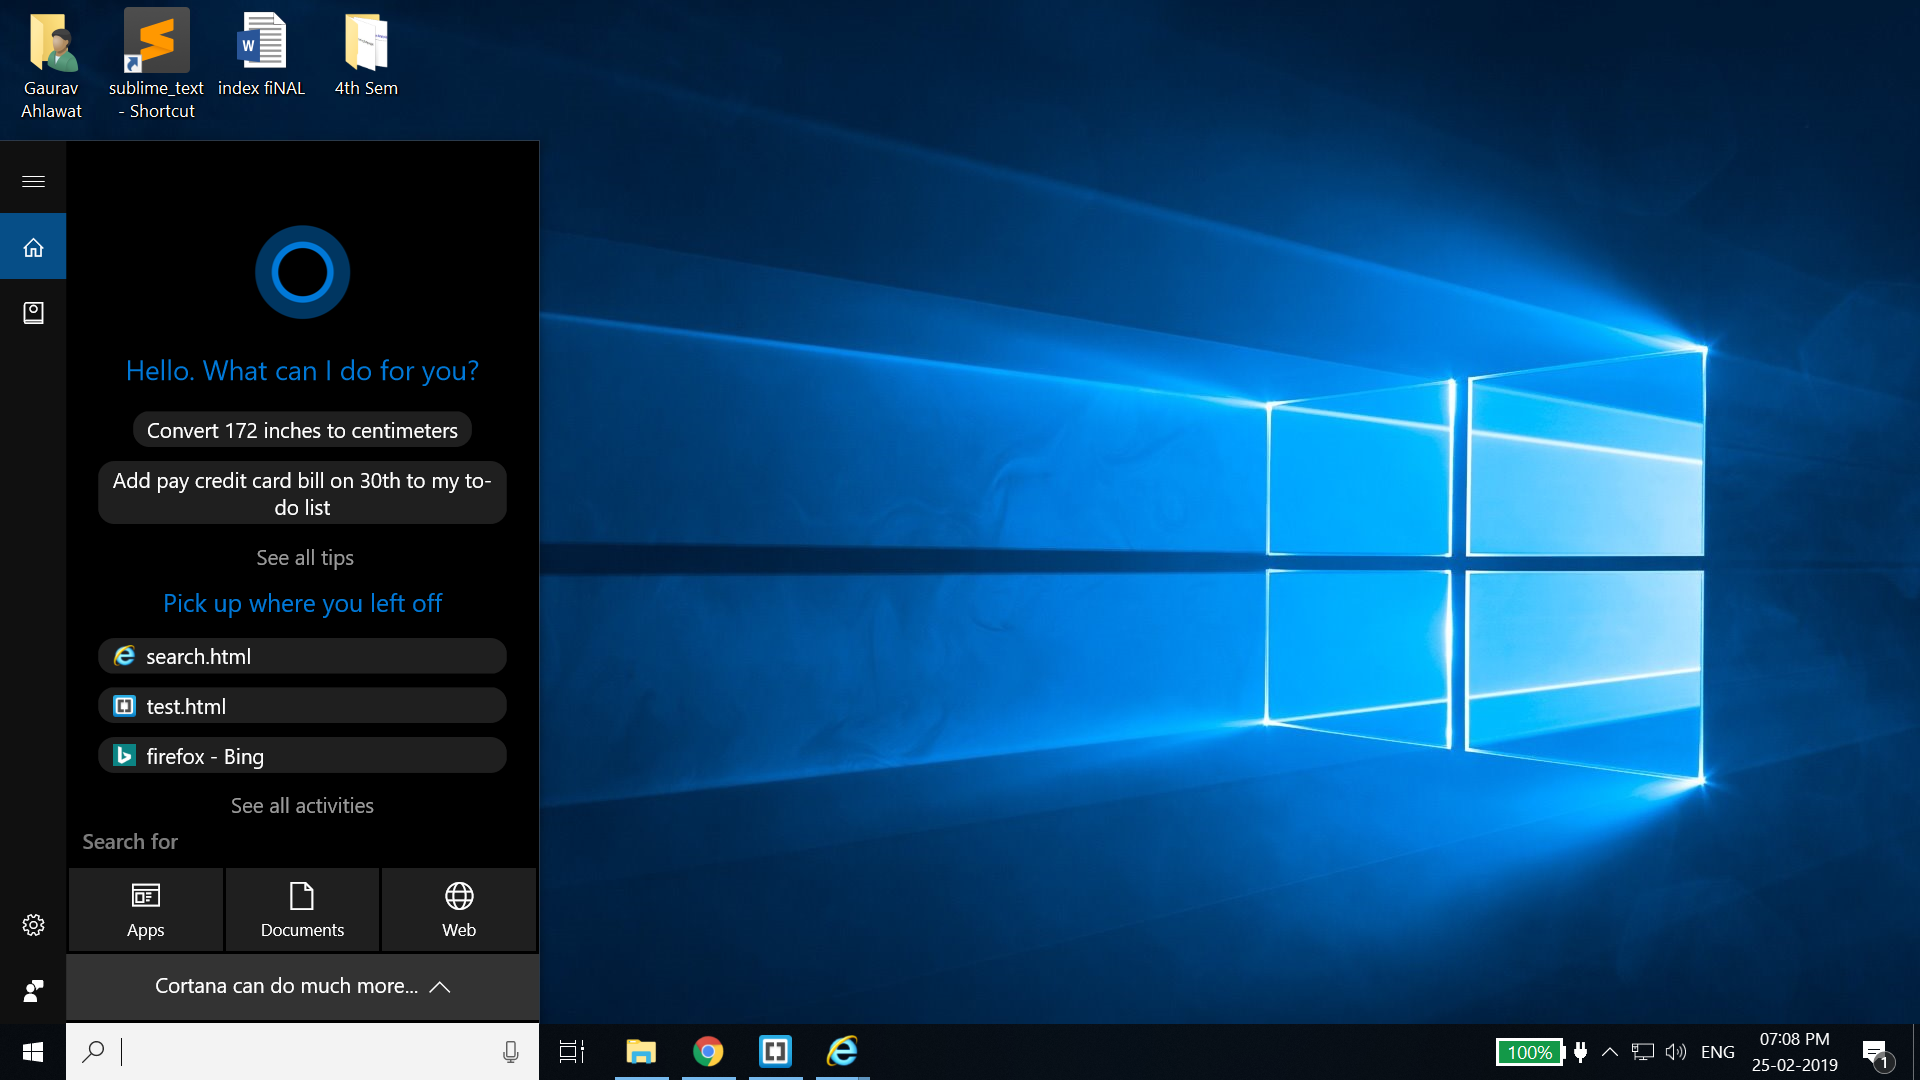 Gaurav
Ahlawat
sublime_text
- Shortcut
index fiNAL
4th Sem
Hello. What can I do for you?
Convert 172 inches to centimeters
Add pay credit card bill on 30th to my to-
do list
See all tips
Pick up where you left off
search.html
test.html
firefox - Bing
See all activities
Search for
Apps
Documents
Web
Cortana can do much more...
100%
ENG
07:08 PM
25-02-2019
1